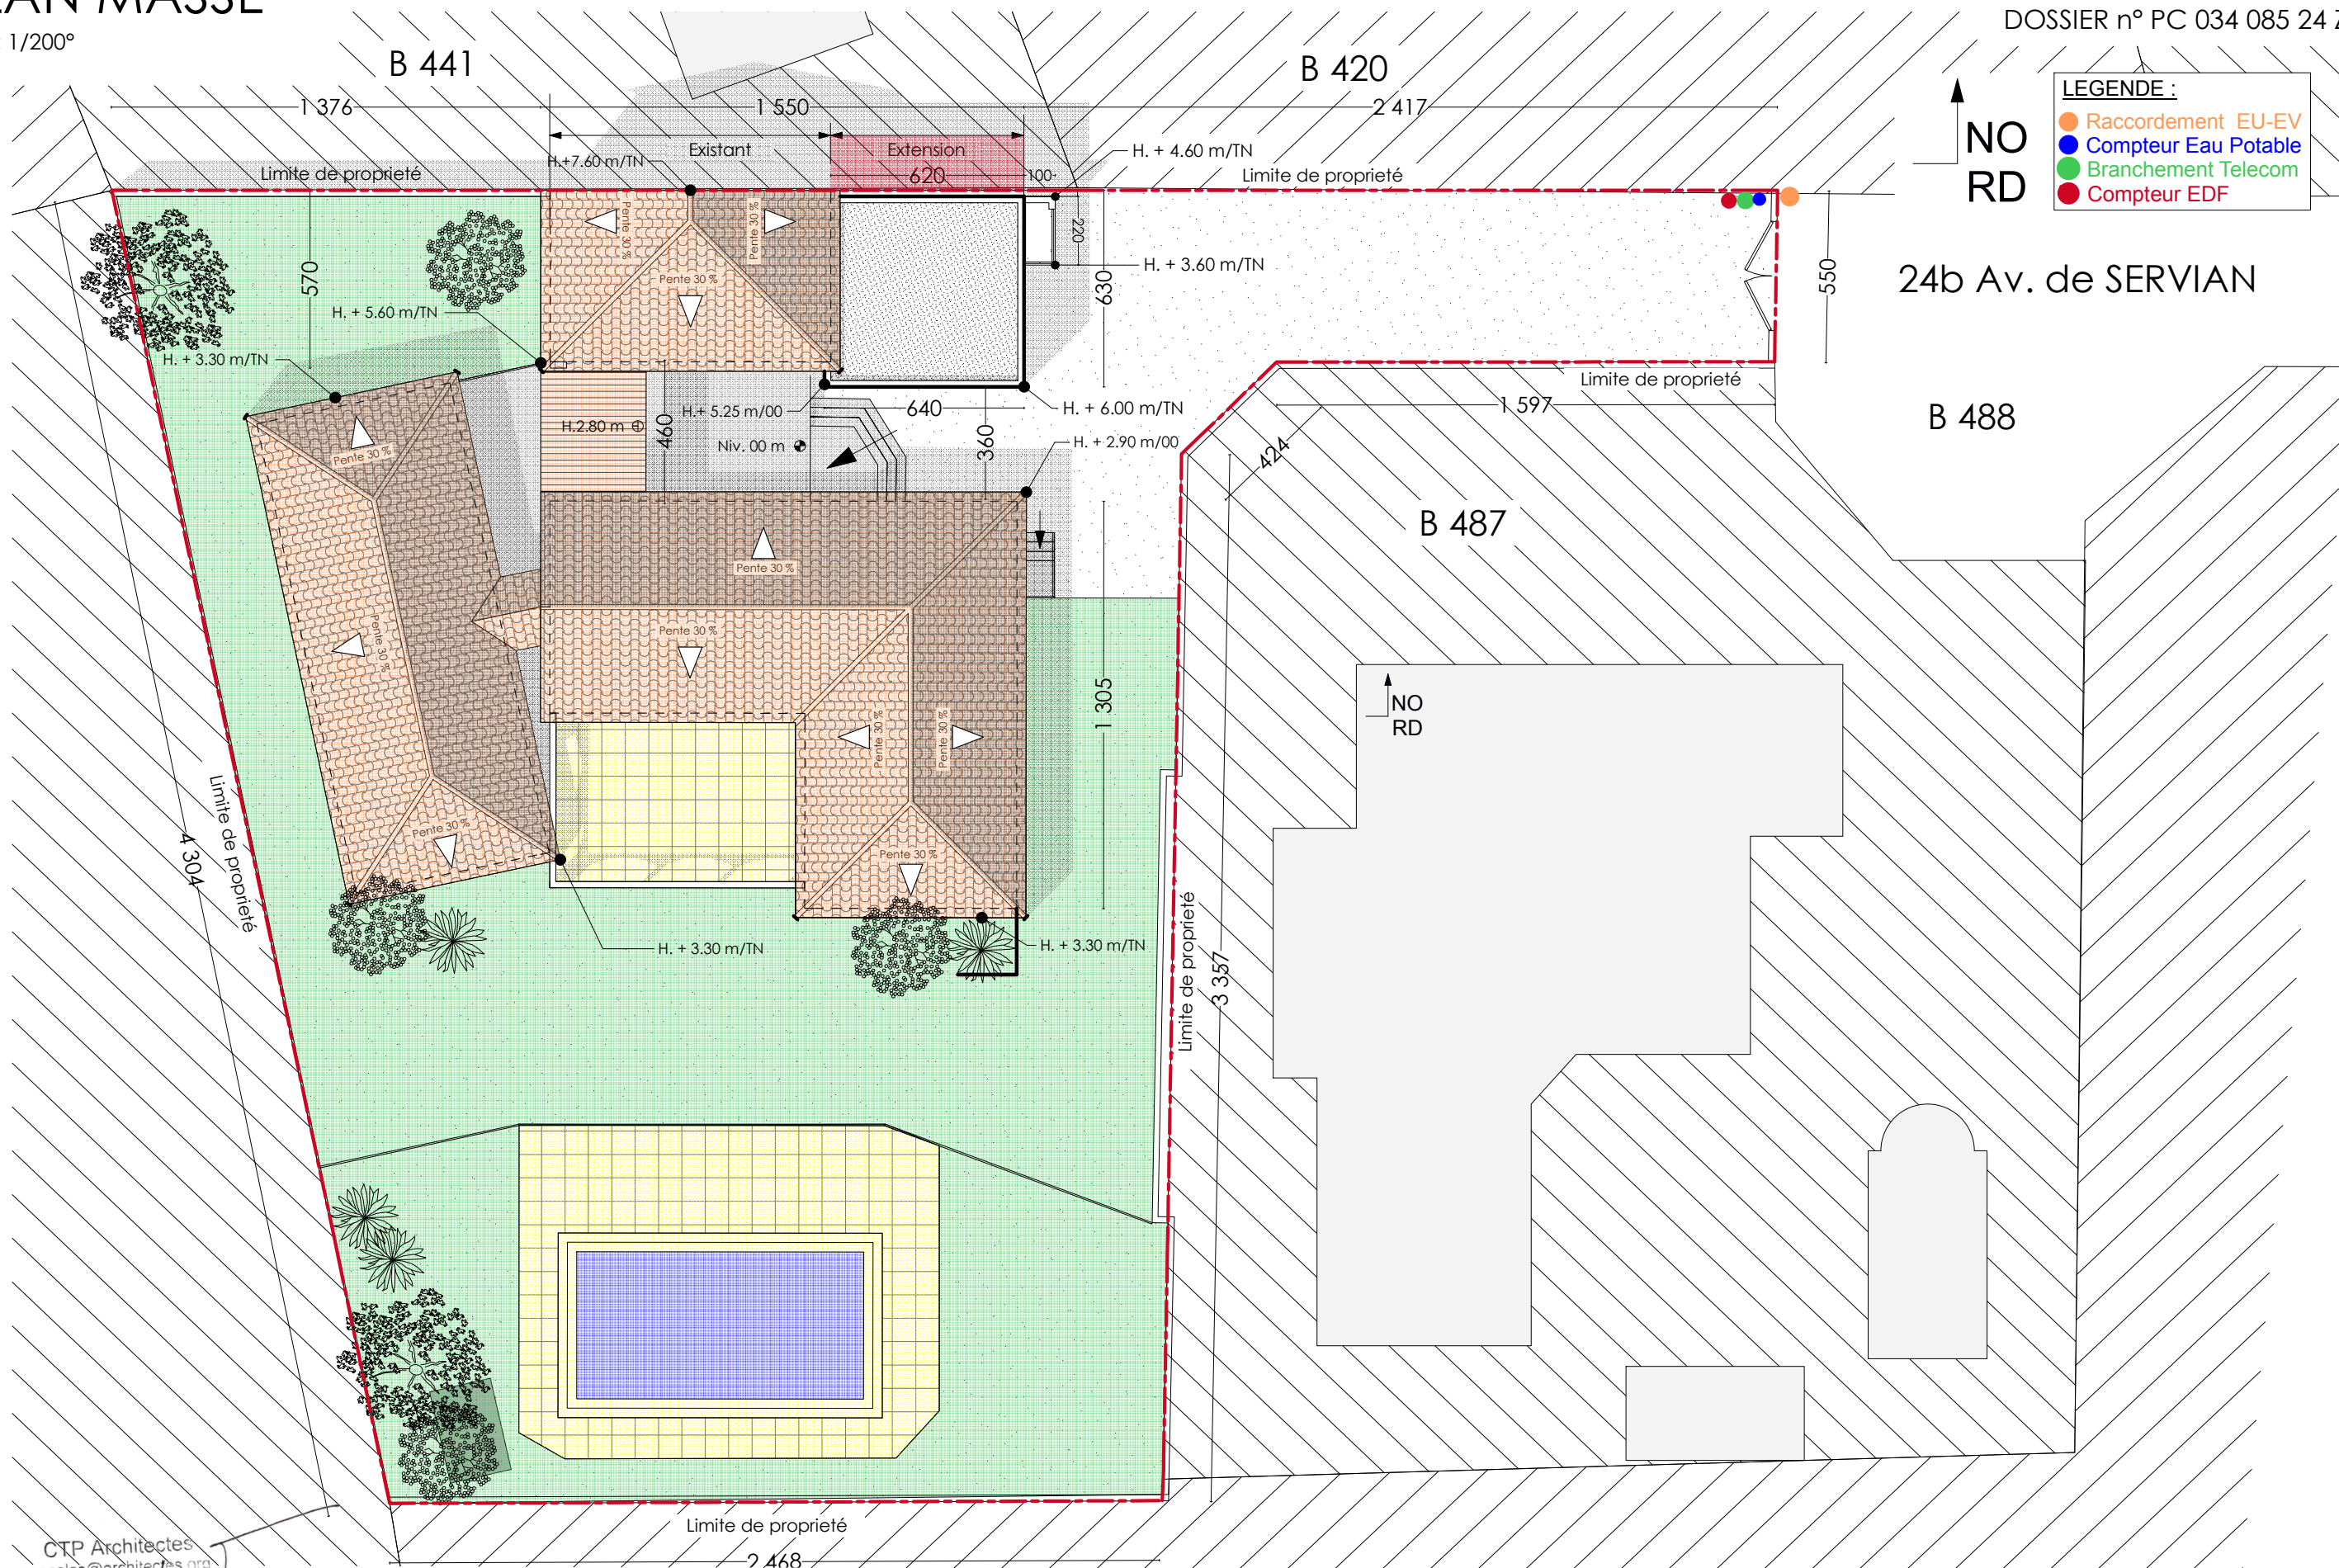 PLAN MASSE
1/200°
DOSSIER n° PC 034 085 24
B 441
B 420
1 376
1 550
2 417
NO
RD
LEGENDE :
Raccordement EU-EV
Compteur Eau Potable
Branchement Telecom
Compteur EDF
Existant
Extension
H.+7.60 m/TN
H. + 4.60 m/TN
Limite de proprieté
620
100
Limite de proprieté
Pente 30 %
Pente 30 %
Pente 30 %
220
570
630
550
H. + 3.60 m/TN
24b Av. de SERVIAN
H. + 5.60 m/TN
H. + 3.30 m/TN
Limite de proprieté
H.+ 5.25 m/00
640
H. + 6.00 m/TN
1 597
B 488
H.2.80 m
460
Niv. 00 m
360
H. + 2.90 m/00
424
Pente 30 %
B 487
Pente 30 %
Pente 30 %
Pente 30 %
1 305
NO
RD
Pente 30 %
Pente 30 %
Limite de proprieté
4 304
Pente 30 %
Pente 30 %
H. + 3.30 m/TN
H. + 3.30 m/TN
Limite de proprieté
3 357
Limite de proprieté
CTP Architectes
@architectes.org
2 468